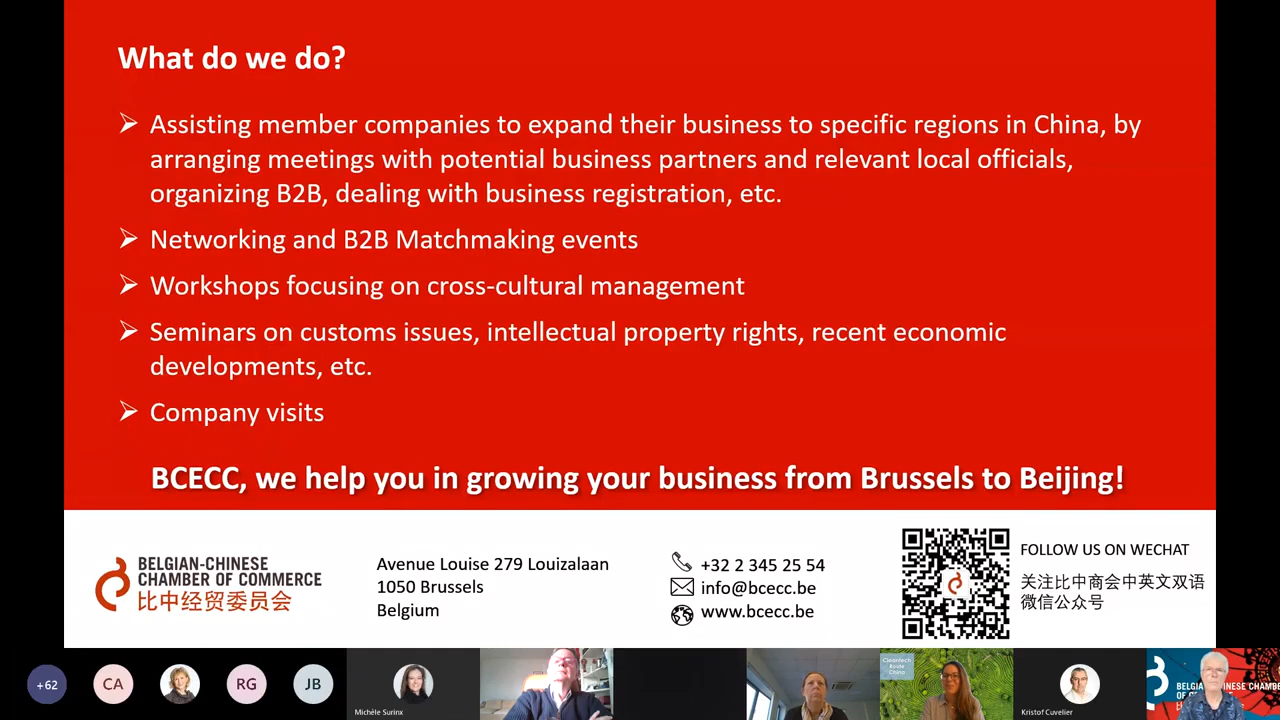 What do we do?
Assisting member companies to expand their business to specific regions in China, by
arranging meetings with potential business partners and relevant local officials,
organizing B2B, dealing with business registration, etc.
Networking and B2B Matchmaking events
Workshops focusing on cross-cultural management
Seminars on customs issues, intellectual property rights, recent economic
developments, etc.
Company visits
BCECC, we help you in growing your business from Brussels to Beijing!
BELGIAN-CHINESE
CHAMBER OF COMMERCE
比中经贸委员会
Avenue Louise 279 Louizalaan
1050 Brussels
Belgium
+32 2 345 25 54
info@bcecc.be
www.bcecc.be
FOLLOW US ON WECHAT
关注比中商会中英文双语
微信公众号
+62
CA
RG
JB
Michèle Surinx
Cleantech
Route
China
Kristof Cuvelier